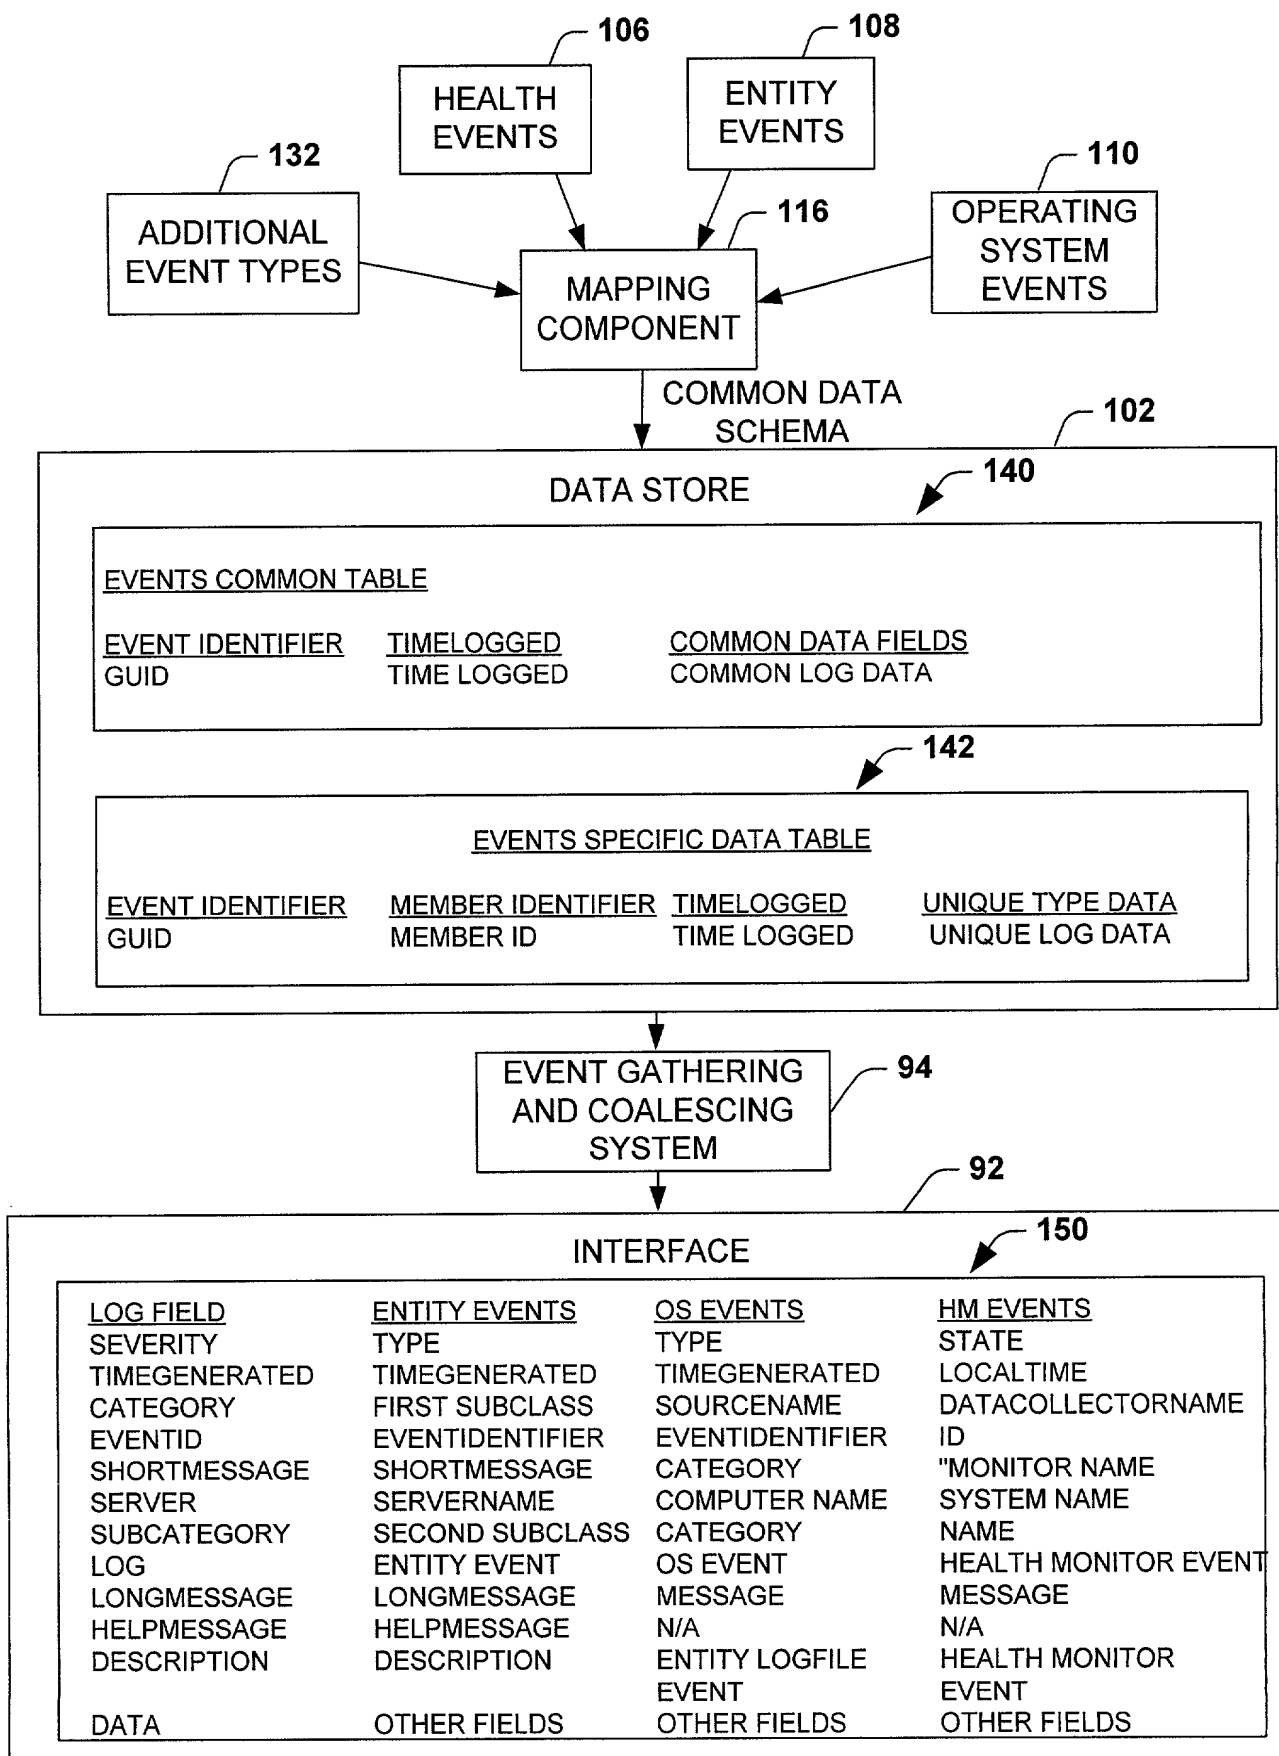 106
108
HEALTH
EVENTS
ENTITY
EVENTS
132
110
ADDITIONAL
EVENT TYPES
116
OPERATING
SYSTEM
EVENTS
MAPPING
COMPONENT
COMMON DATA
SCHEMA
102
DATA STORE
140
EVENTS COMMON TABLE
EVENT IDENTIFIER TIMELOGGED COMMON DATA FIELDS
GUID TIME LOGGED COMMON LOG DATA
142
EVENTS SPECIFIC DATA TABLE
EVENT IDENTIFIER MEMBER IDENTIFIER TIMELOGGED UNIQUE TYPE DATA
GUID MEMBER ID TIME LOGGED UNIQUE LOG DATA
EVENT GATHERING
AND COALESCING
SYSTEM
94
92
INTERFACE
150
LOG FIELD ENTITY EVENTS OS EVENTS HM EVENTS
SEVERITY TYPE TYPE STATE
TIMEGENERATED TIMEGENERATED TIMEGENERATED LOCALTIME
CATEGORY FIRST SUBCLASS SOURCENAME DATACOLLECTORNAME
EVENTID EVENTIDENTIFIER EVENTIDENTIFIER ID
SHORTMESSAGE SHORTMESSAGE CATEGORY "MONITOR NAME
SERVER SERVERNAME COMPUTER NAME SYSTEM NAME
SUBCATEGORY SECOND SUBCLASS CATEGORY NAME
LOG ENTITY EVENT OS EVENT HEALTH MONITOR EVENT
LONGMESSAGE LONGMESSAGE MESSAGE MESSAGE
HELPMESSAGE HELPMESSAGE N/A N/A
DESCRIPTION DESCRIPTION ENTITY LOGFILE HEALTH MONITOR
EVENT EVENT
DATA OTHER FIELDS OTHER FIELDS OTHER FIELDS